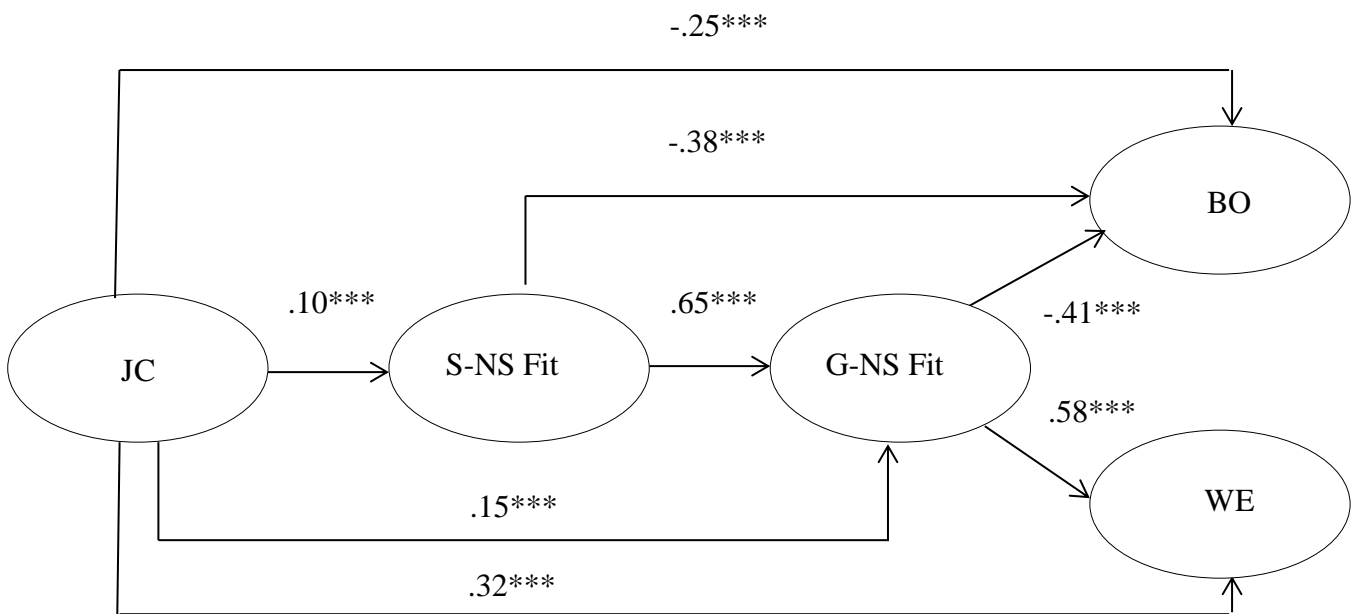 -.25***
-.38***
BO
.10***
.65***
-.41***
JC
S-NS Fit
G-NS Fit
.58***
.15***
WE
.32***